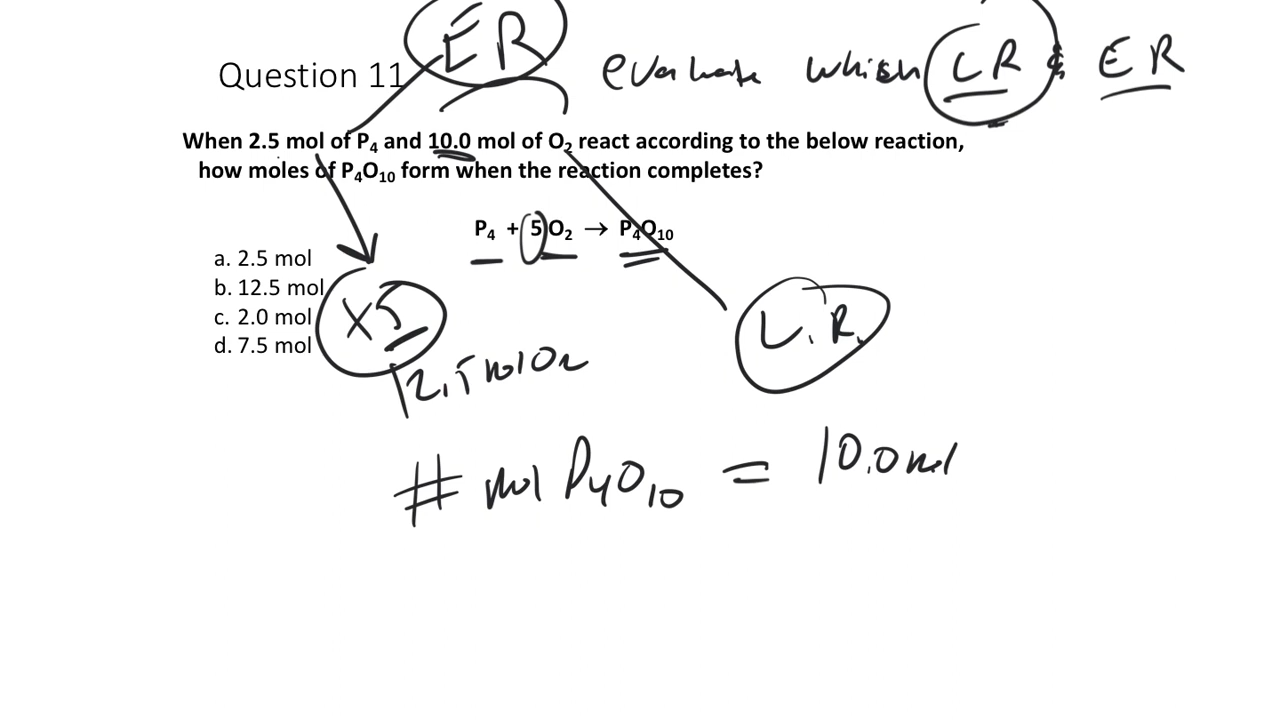 ER
Question 11
evaluate which LR & ER
When 2.5 mol of P₄ and 10.0 mol of O₂ react according to the below reaction,
how moles of P₄O₁₀ form when the reaction completes?
P₄ + 5 O₂ → P₄O₁₀
a. 2.5 mol
b. 12.5 mol
c. 2.0 mol
d. 7.5 mol
XS
L.R.
12.5 mol O₂
# mol P₄O₁₀ = 10.0 mol